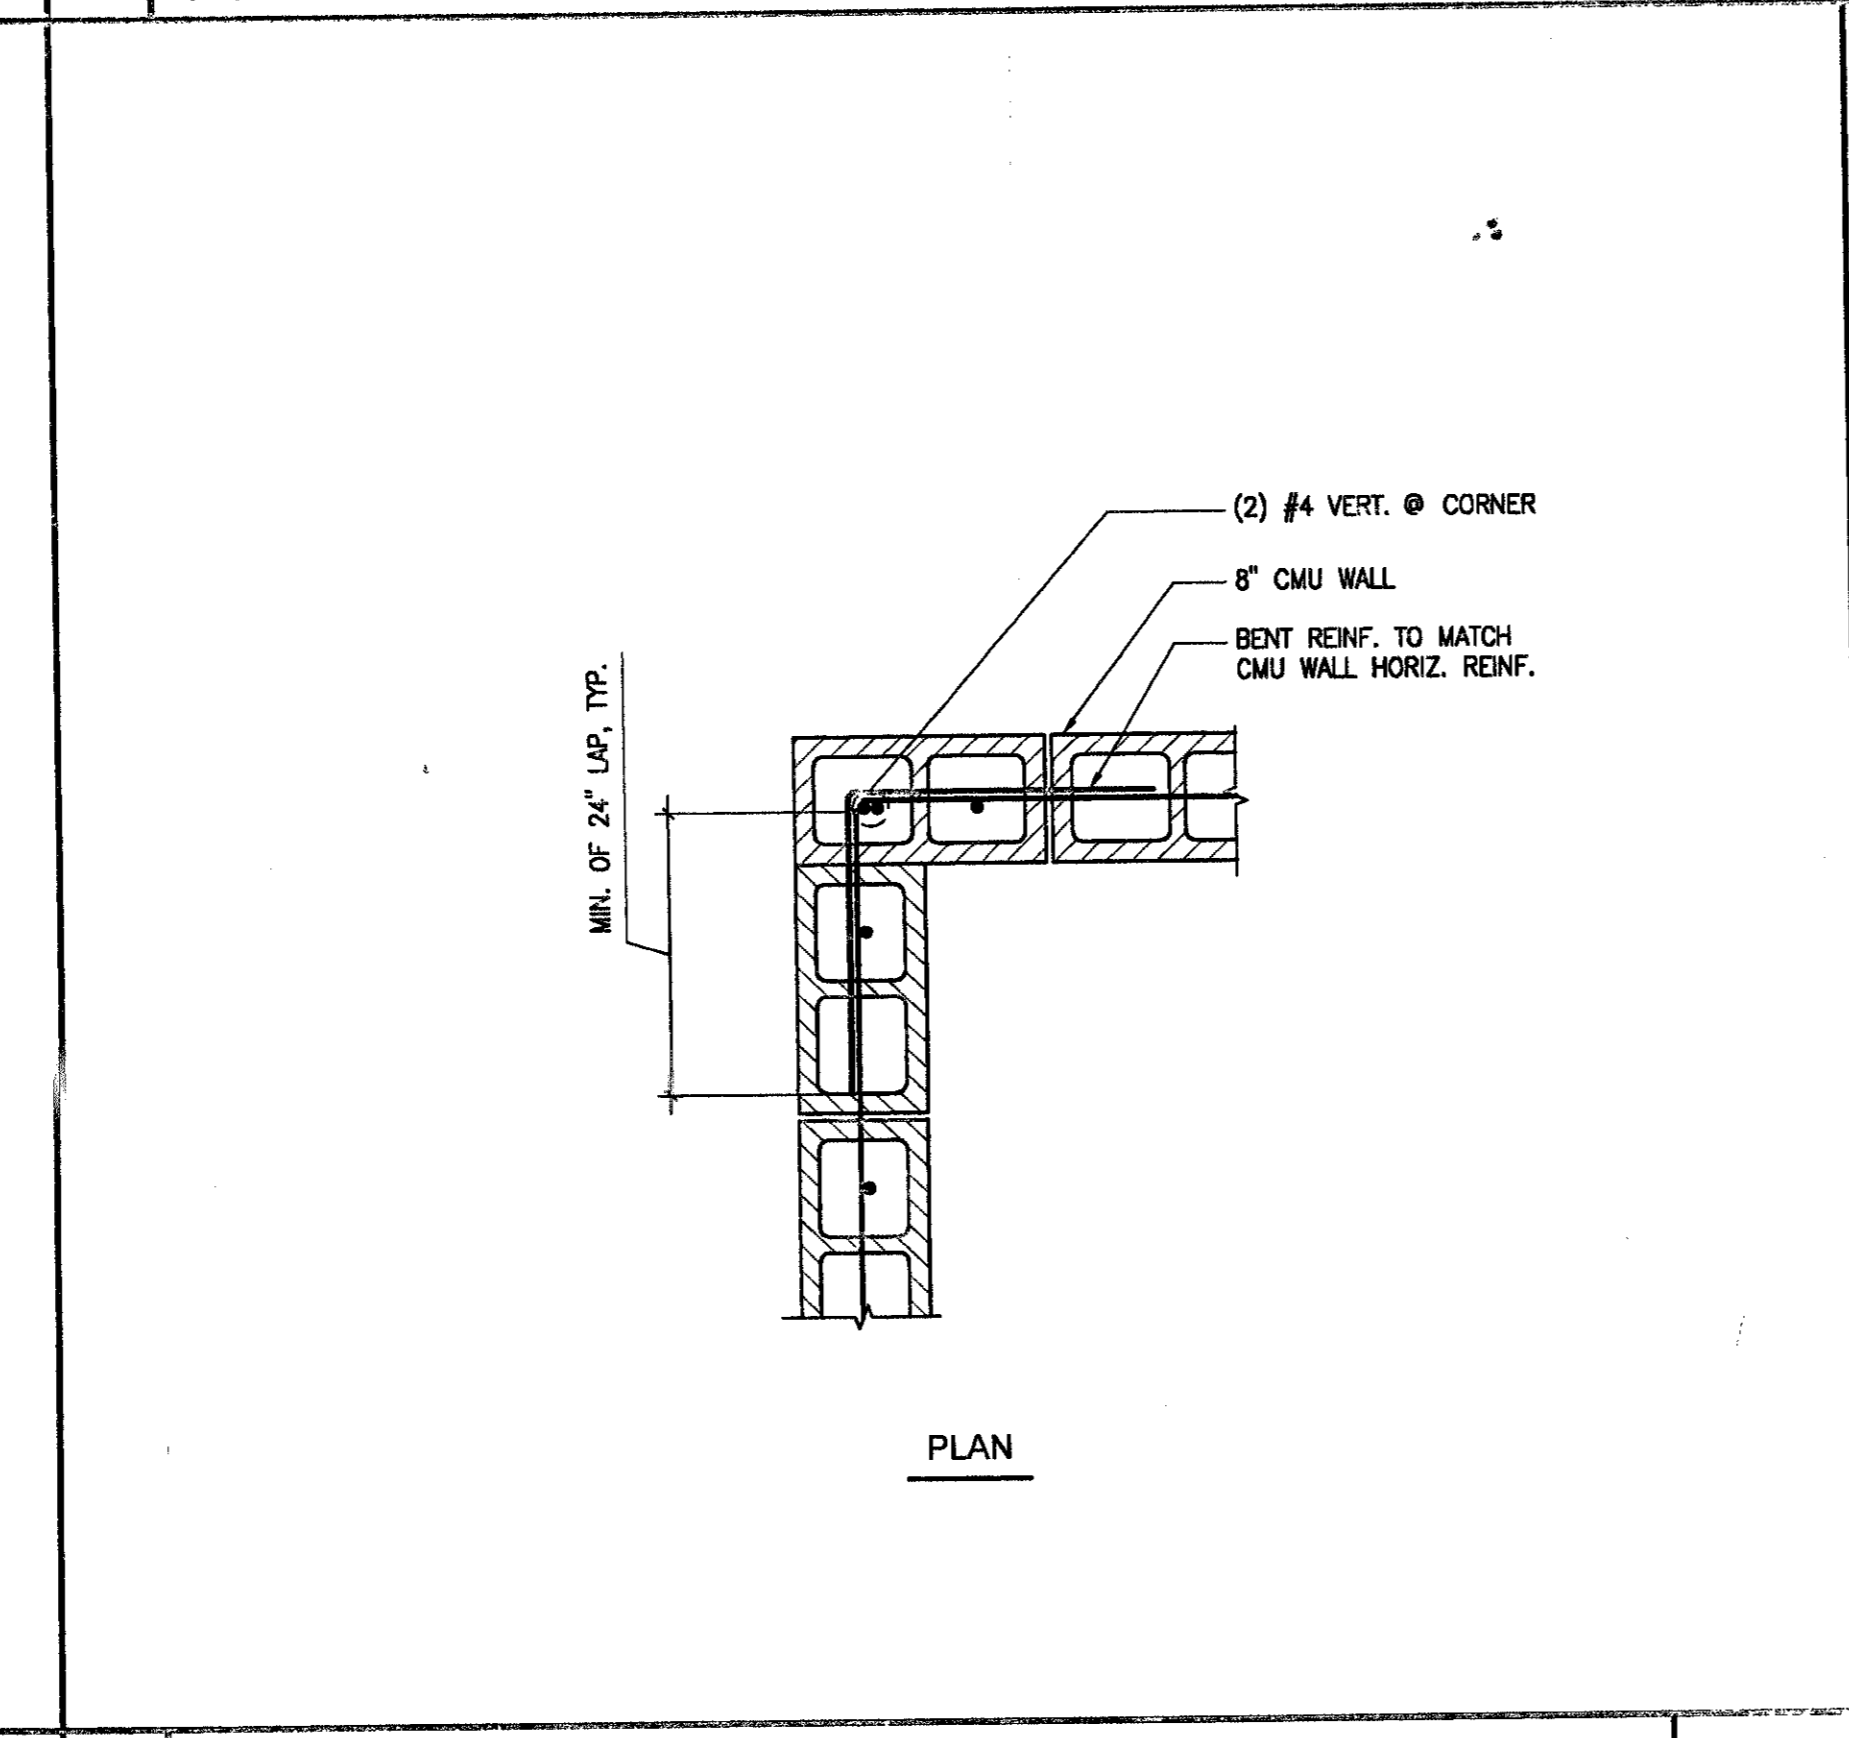 (2) #4 VERT. @ CORNER
8" CMU WALL
BENT REINF. TO MATCH
CMU WALL HORIZ. REINF.
MIN. OF 24" LAP, TYP.
PLAN